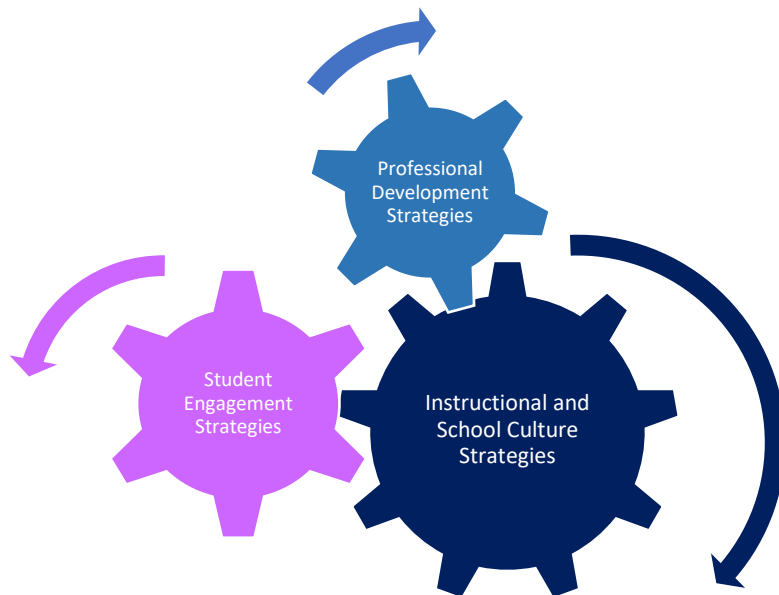 Professional
Development
Strategies
Student
Engagement
Strategies
Instructional and
School Culture
Strategies